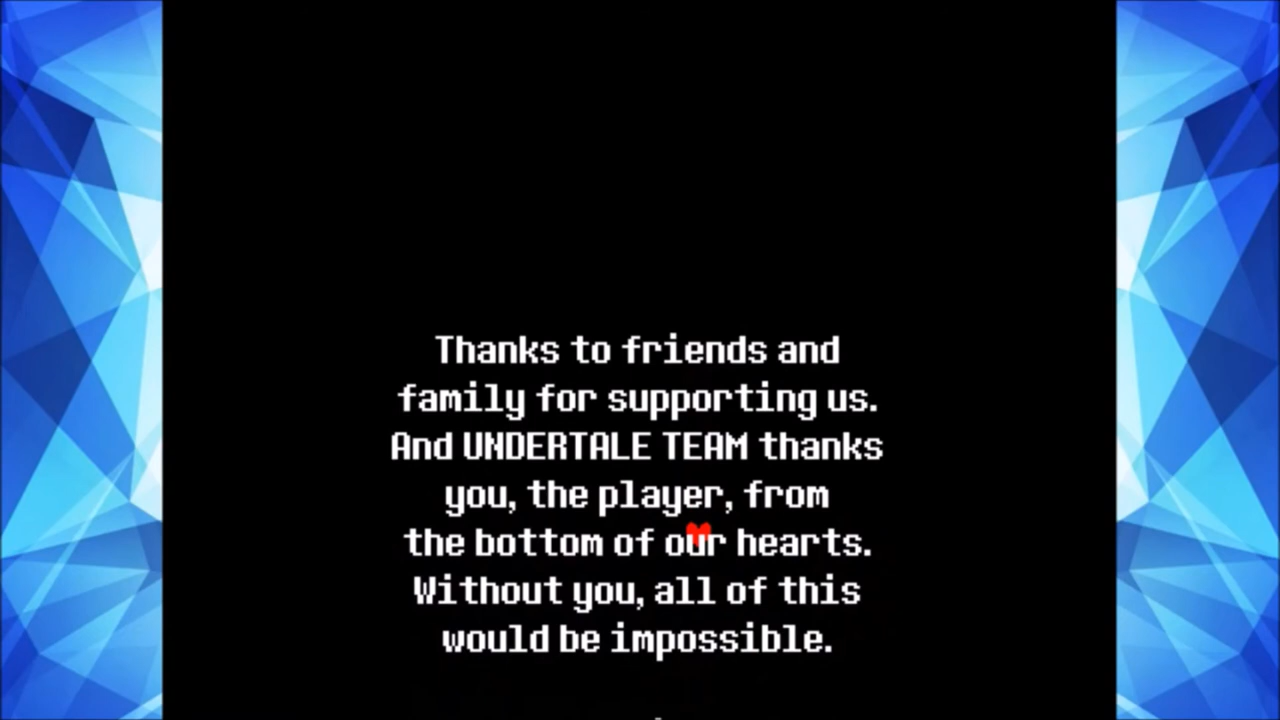 Thanks to friends and
family for supporting us.
And UNDERTALE TEAM thanks
you, the player, from
the bottom of our hearts.
Without you, all of this
would be impossible.